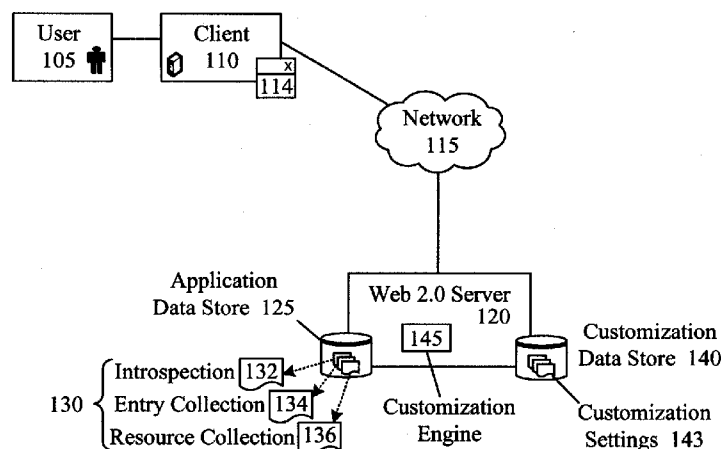 User
105
Client
110
x
114
Network
115
Application
Data Store 125
Web 2.0 Server
120
145
Customization
Data Store 140
Introspection 132
130
Entry Collection 134
Resource Collection 136
Customization
Engine
Customization
Settings 143